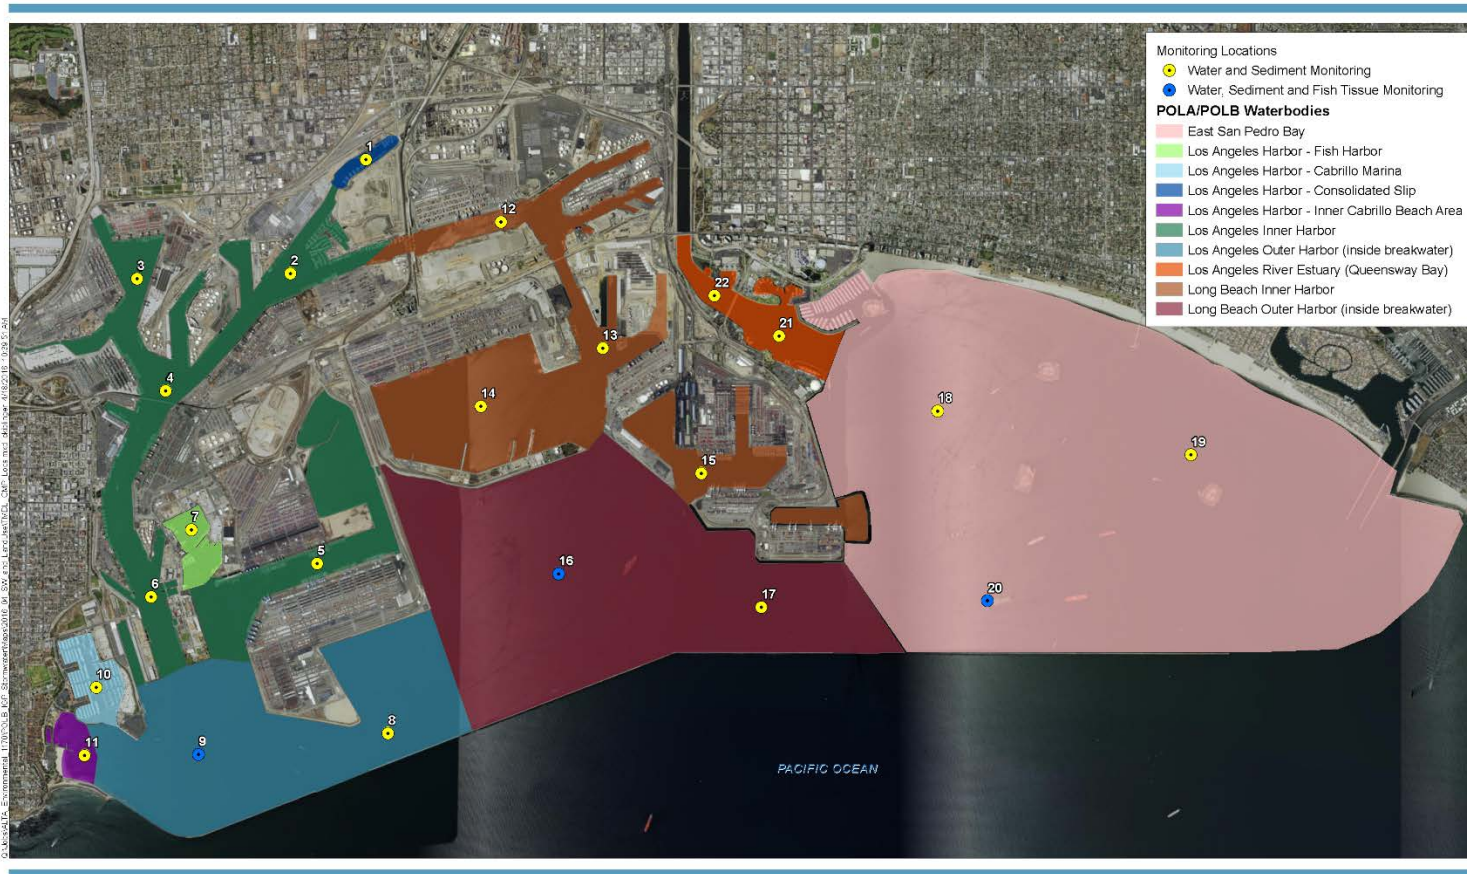 Monitoring Locations
Water and Sediment Monitoring
Water, Sediment and Fish Tissue Monitoring
POLA/POLB Waterbodies
East San Pedro Bay
Los Angeles Harbor - Fish Harbor
Los Angeles Harbor - Cabrillo Marina
Los Angeles Harbor - Consolidated Slip
Los Angeles Harbor - Inner Cabrillo Beach Area
Los Angeles Inner Harbor
Los Angeles Outer Harbor (inside breakwater)
Los Angeles River Estuary (Queensway Bay)
Long Beach Inner Harbor
Long Beach Outer Harbor (inside breakwater)
1
12
2
3
22
21
13
4
14
18
19
15
7
5
16
6
20
17
10
8
11
9
PACIFIC OCEAN